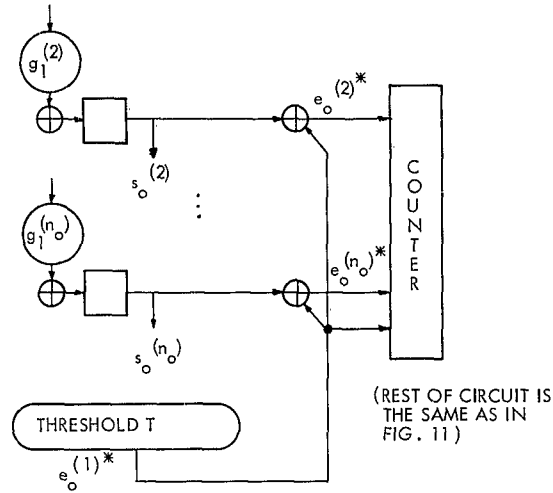 g₁⁽²⁾
e₀⁽²⁾*
s₀⁽²⁾
COUNTER
g₁⁽ⁿ₀⁾
e₀⁽ⁿ₀⁾*
s₀⁽ⁿ₀⁾
(REST OF CIRCUIT IS
THE SAME AS IN
FIG. 11)
THRESHOLD T
e₀⁽¹⁾*